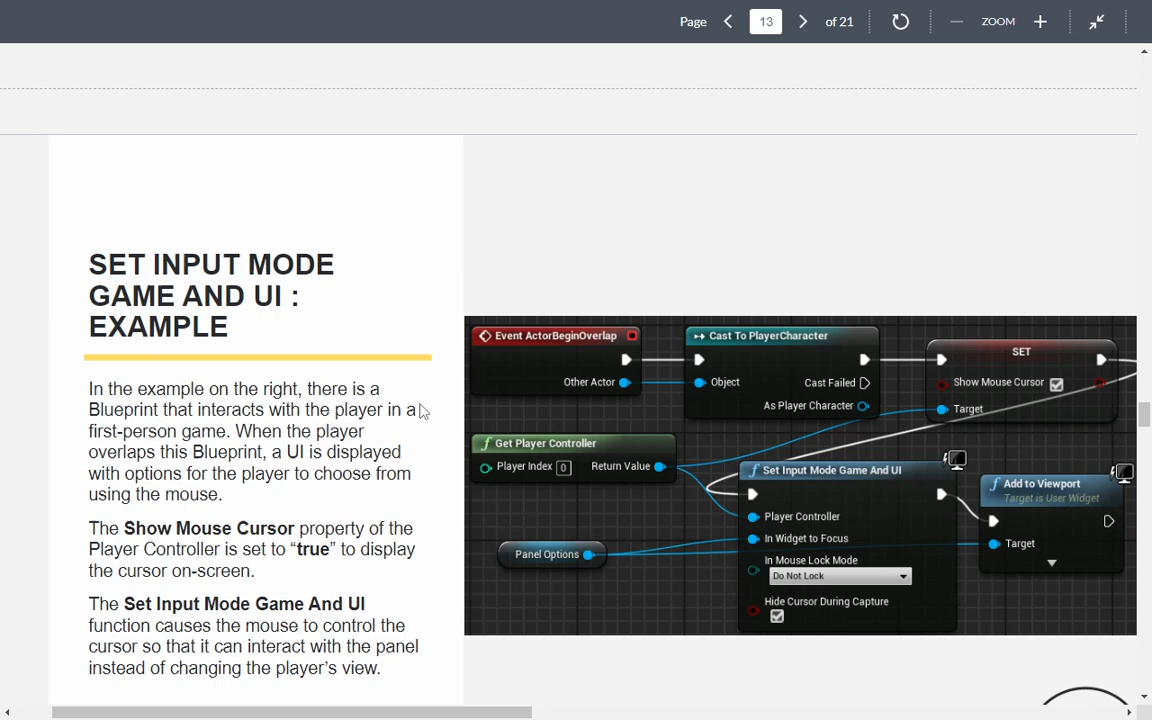 Page 13 of 21 ZOOM
SET INPUT MODE
GAME AND UI :
EXAMPLE
In the example on the right, there is a
Blueprint that interacts with the player in a
first-person game. When the player
overlaps this Blueprint, a UI is displayed
with options for the player to choose from
using the mouse.
The Show Mouse Cursor property of the
Player Controller is set to “true” to display
the cursor on-screen.
The Set Input Mode Game And UI
function causes the mouse to control the
cursor so that it can interact with the panel
instead of changing the player’s view.
Event ActorBeginOverlap
Other Actor
Cast To PlayerCharacter
Object
Cast Failed
As Player Character
SET
Show Mouse Cursor
Target
Get Player Controller
Player Index 0
Return Value
Panel Options
Set Input Mode Game And UI
Player Controller
In Widget to Focus
In Mouse Lock Mode
Do Not Lock
Hide Cursor During Capture
Add to Viewport
Target is User Widget
Target